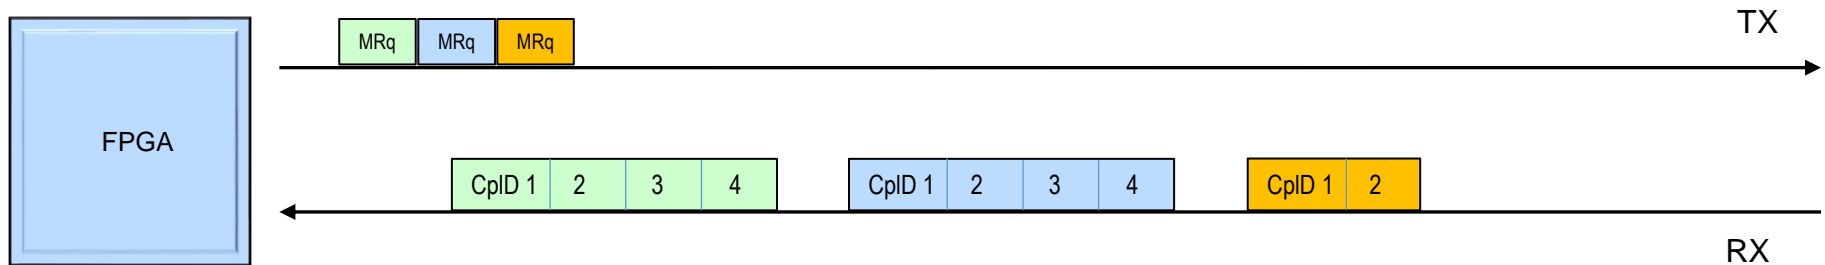 TX
MRq MRq MRq
FPGA
CplD 1 2 3 4 CplD 1 2 3 4 CplD 1 2
RX